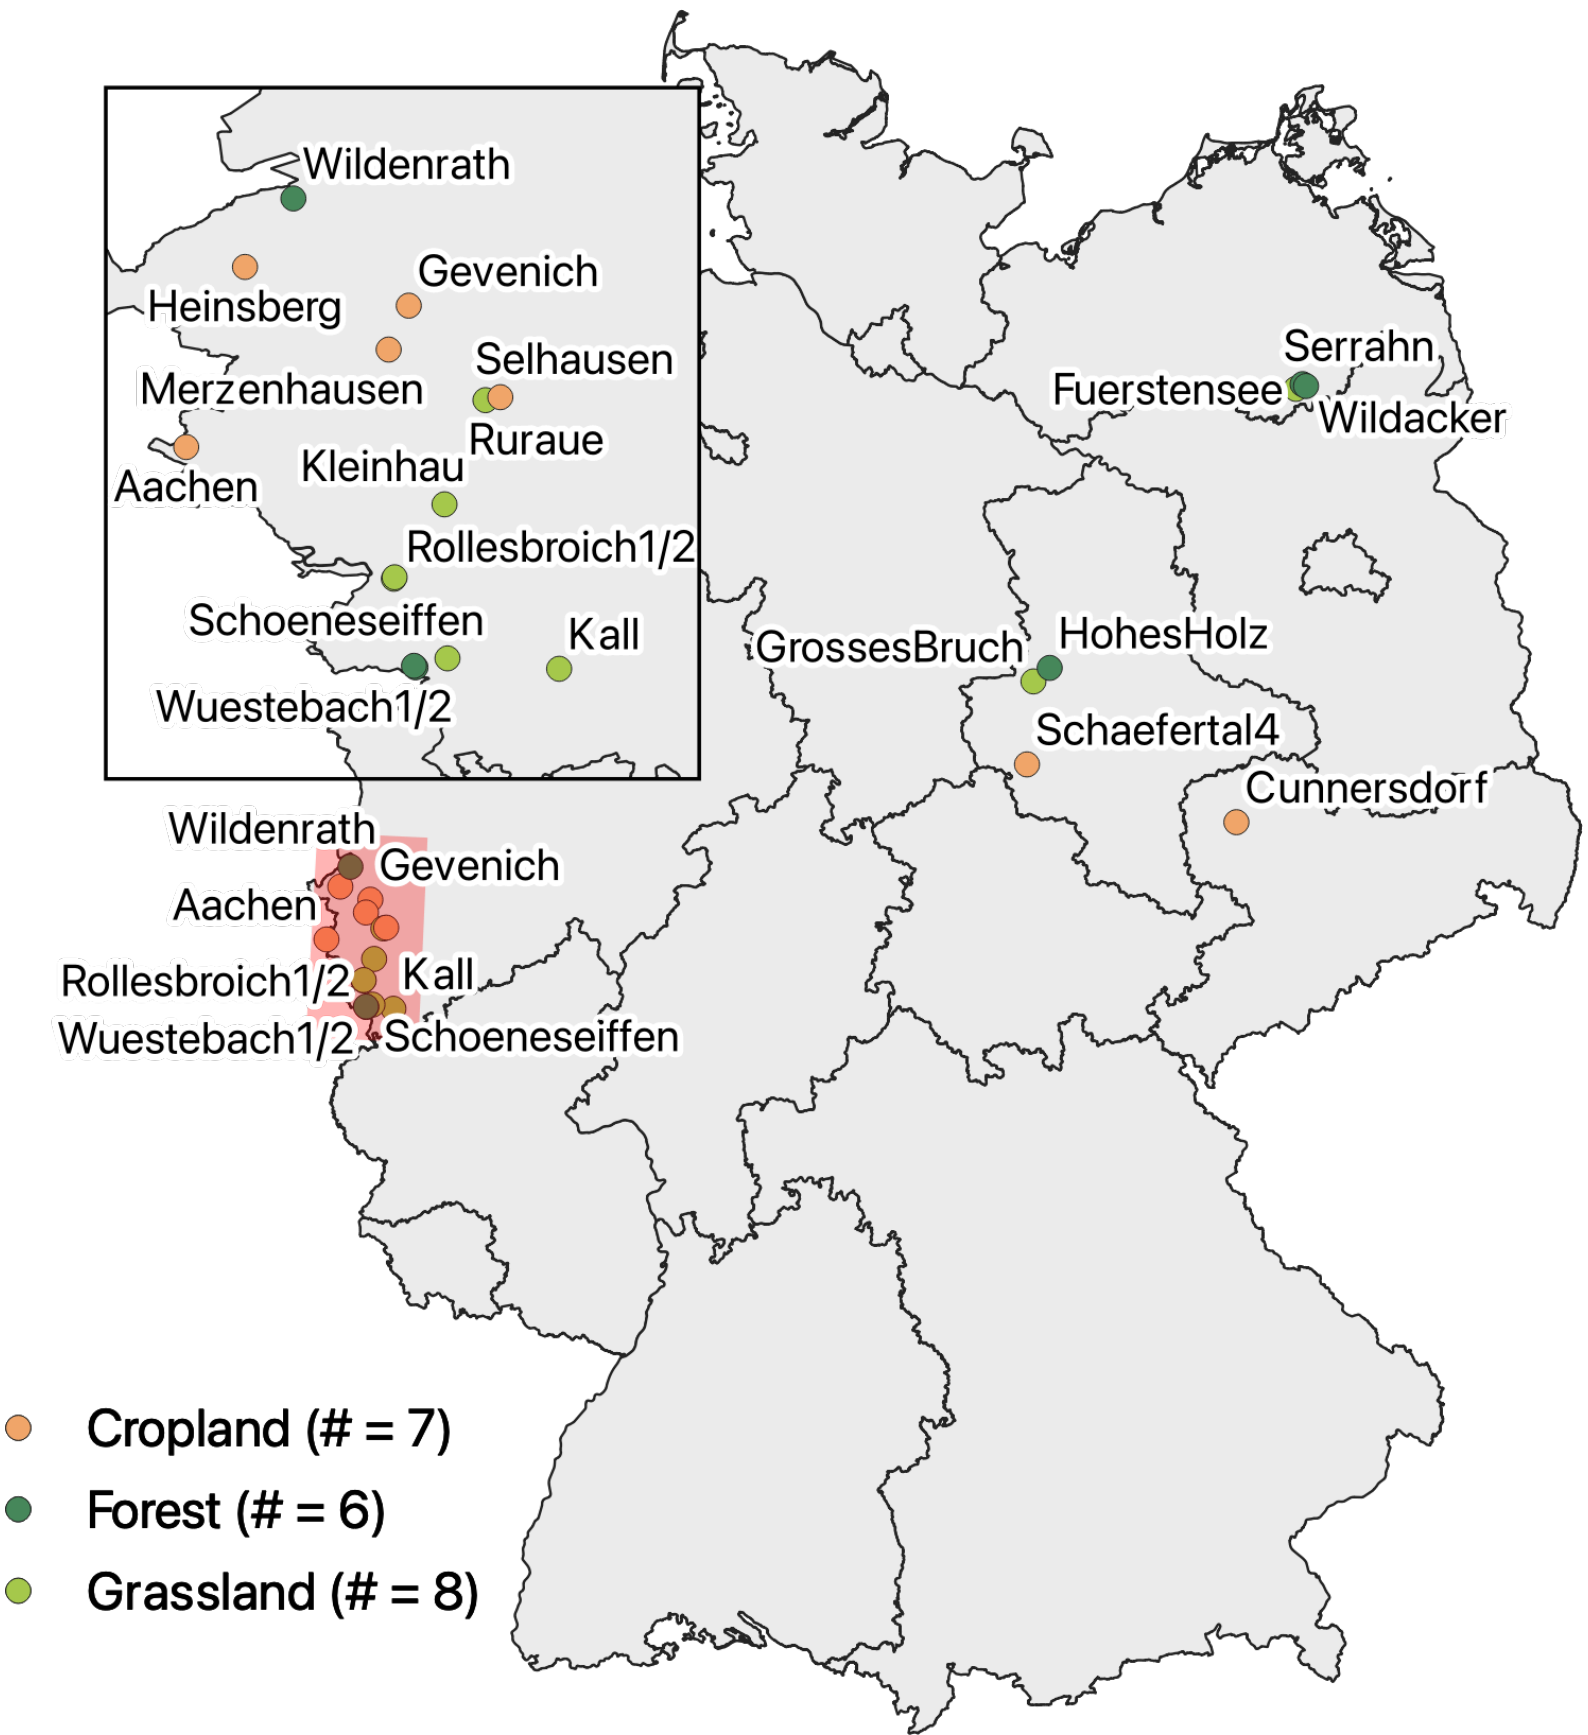 Wildenrath
Gevenich
Heinsberg
Selhausen
Merzenhausen
Ruraue
Kleinhau
Aachen
Rollesbroich1/2
Schoeneseiffen
Kall
Wuestebach1/2
Serrahn
Fuerstensee
Wildacker
HohesHolz
GrossesBruch
Schaefertal4
Cunnersdorf
Wildenrath
Gevenich
Aachen
Rollesbroich1/2
Kall
Wuestebach1/2
Schoeneseiffen
Cropland (# = 7)
Forest (# = 6)
Grassland (# = 8)